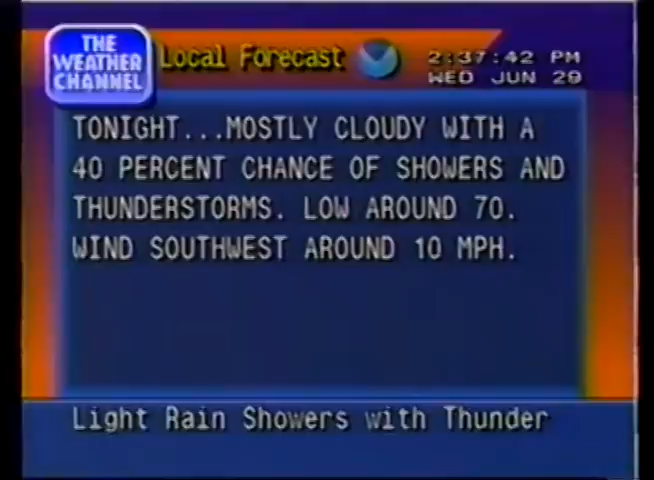 THE
WEATHER
CHANNEL
Local Forecast
2:37:42 PM
WED JUN 29
TONIGHT...MOSTLY CLOUDY WITH A
40 PERCENT CHANCE OF SHOWERS AND
THUNDERSTORMS. LOW AROUND 70.
WIND SOUTHWEST AROUND 10 MPH.
Light Rain Showers with Thunder